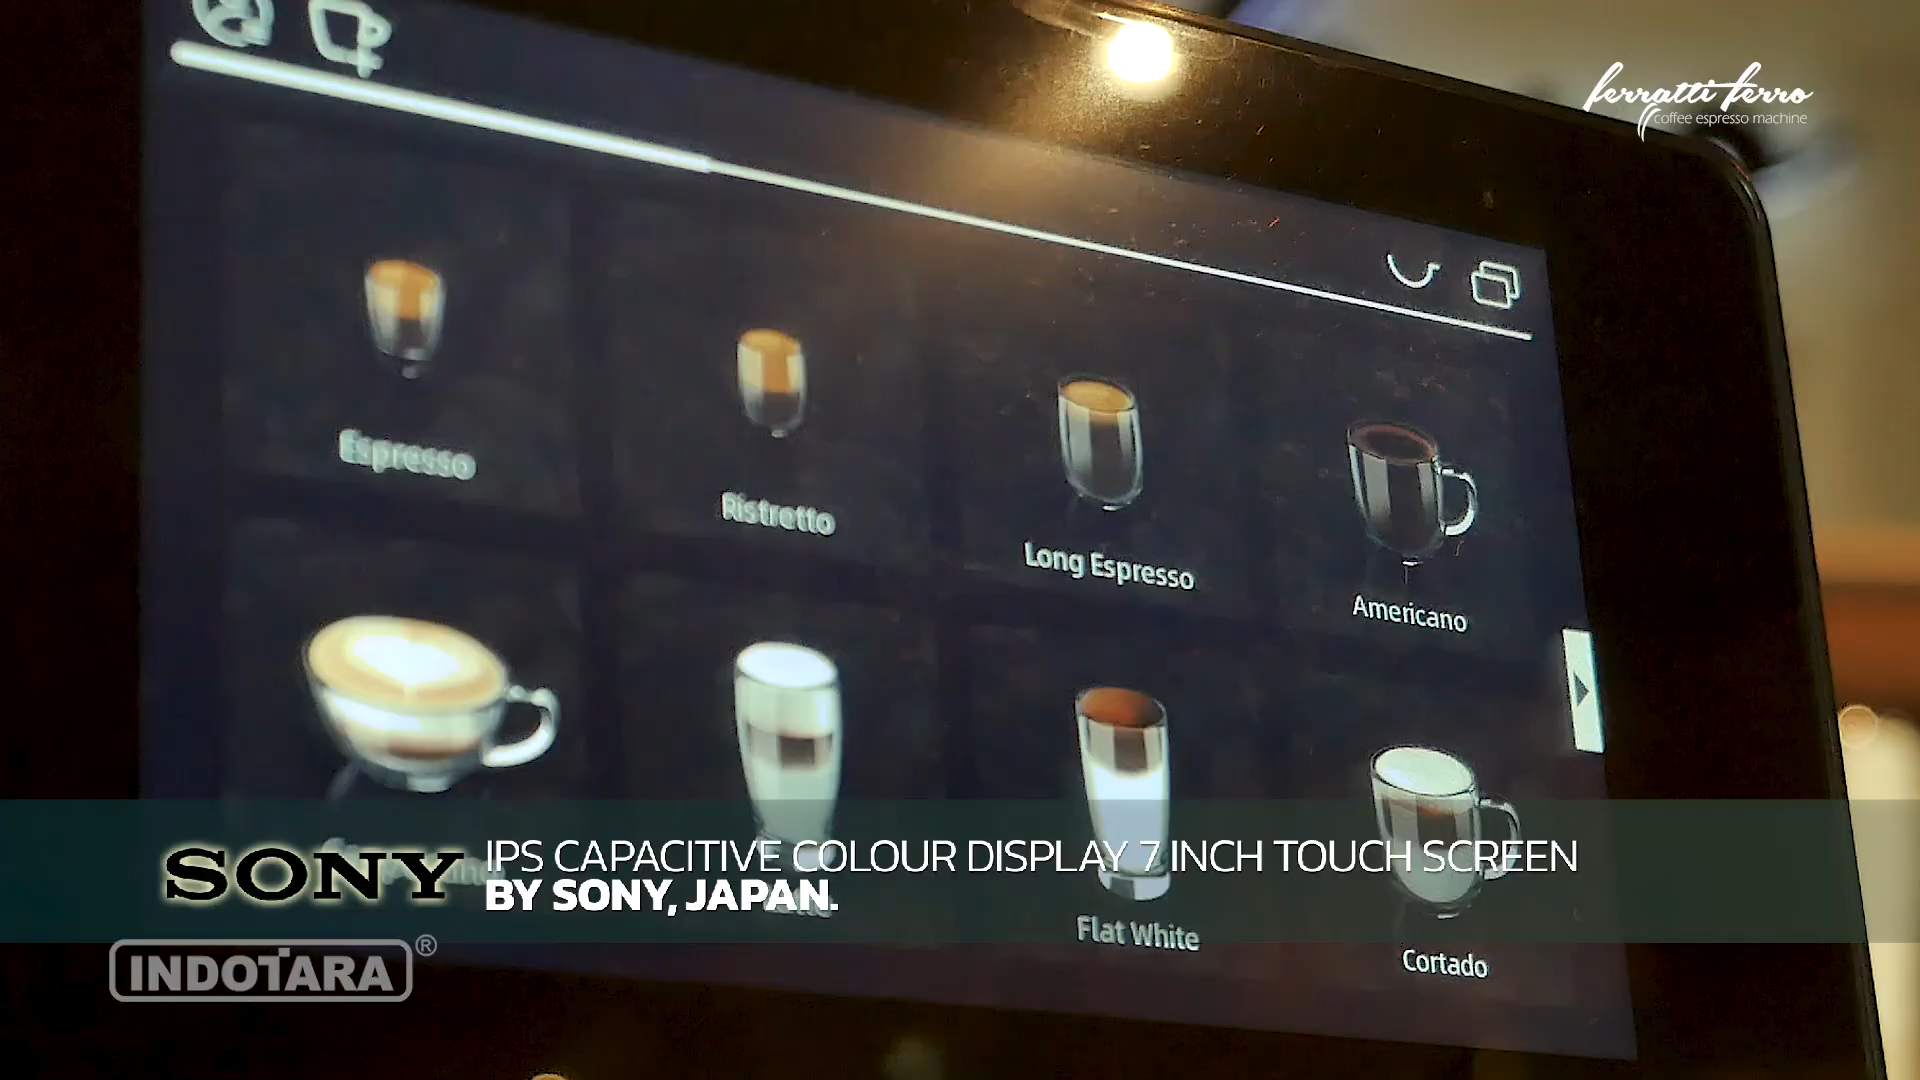 ferratti ferro
coffee espresso machine
Espresso
Ristretto
Long Espresso
Americano
SONY
IPS CAPACITIVE COLOUR DISPLAY 7 INCH TOUCH SCREEN
BY SONY, JAPAN.
Flat White
Cortado
INDOTARA®